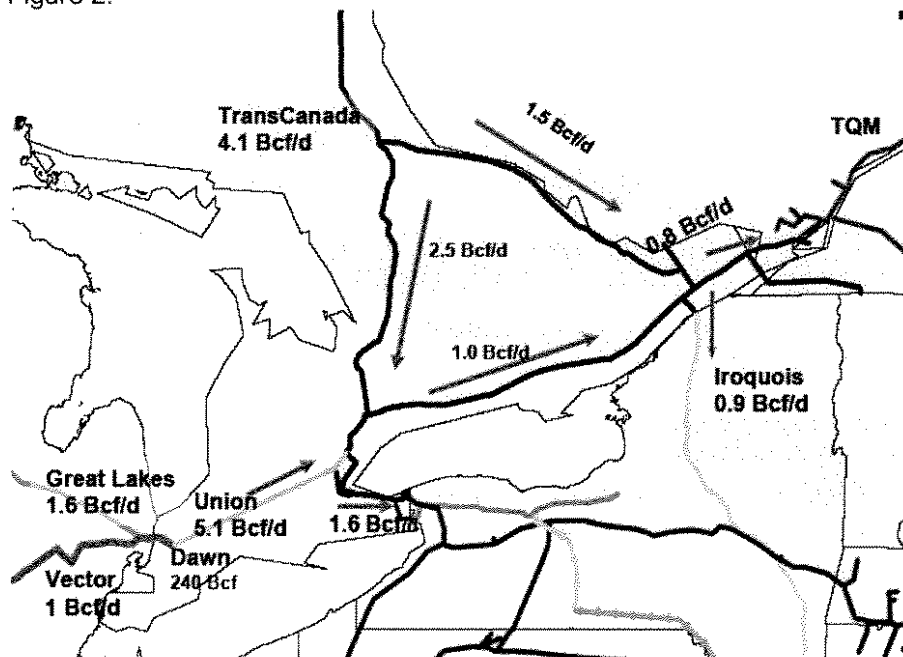 Figure 2.
TransCanada
4.1 Bcf/d
1.5 Bcf/d
TQM
2.5 Bcf/d
0.8 Bcf/d
1.0 Bcf/d
Iroquois
0.9 Bcf/d
Great Lakes
1.6 Bcf/d
Union
5.1 Bcf/d
1.6 Bcf/d
Dawn
240 Bcf
Vector
1 Bcf/d
F